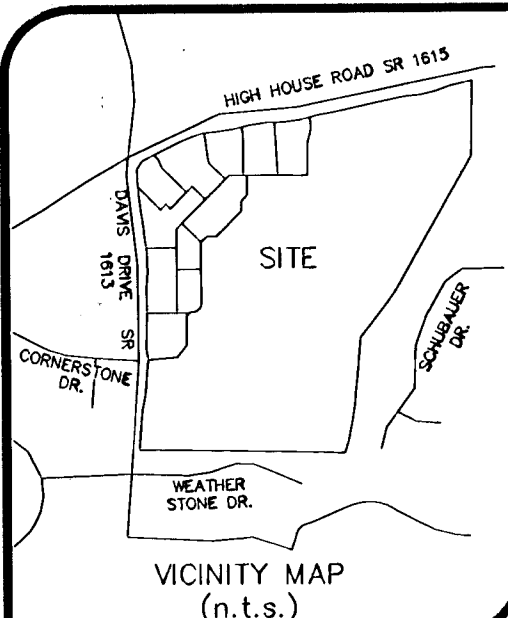 HIGH HOUSE ROAD SR 1615
DAVIS DRIVE SR
1613
SITE
SCHUBAUER
DR.
CORNERSTONE
DR.
WEATHER
STONE DR.
VICINITY MAP
(n.t.s.)